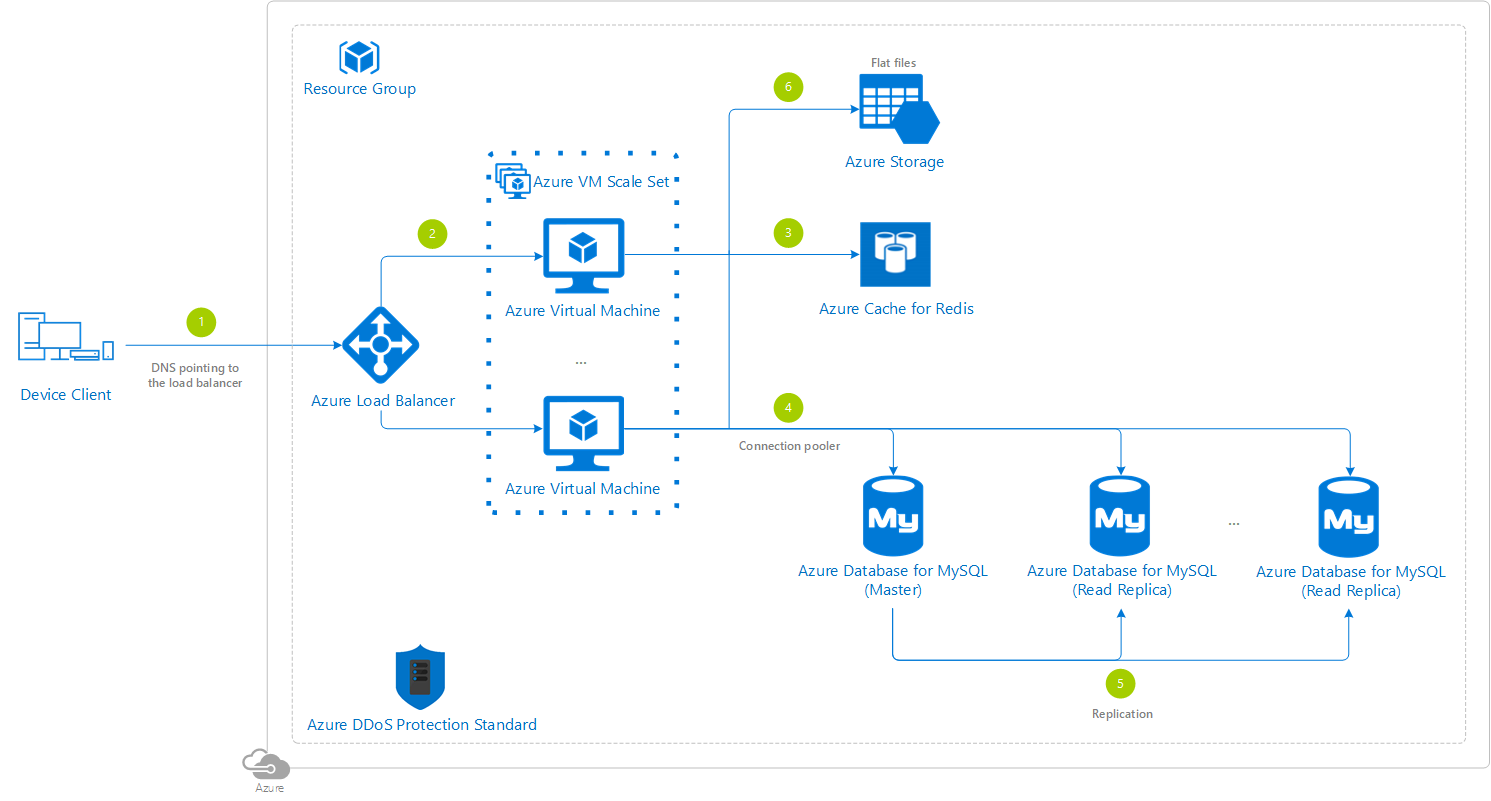 Resource Group
Flat files
6
Azure Storage
Azure VM Scale Set
2
3
Azure Virtual Machine
Azure Cache for Redis
1
DNS pointing to
the load balancer
Device Client
Azure Load Balancer
...
4
Connection pooler
Azure Virtual Machine
My
My
...
My
Azure Database for MySQL
(Master)
Azure Database for MySQL
(Read Replica)
Azure Database for MySQL
(Read Replica)
5
Replication
Azure DDoS Protection Standard
Azure